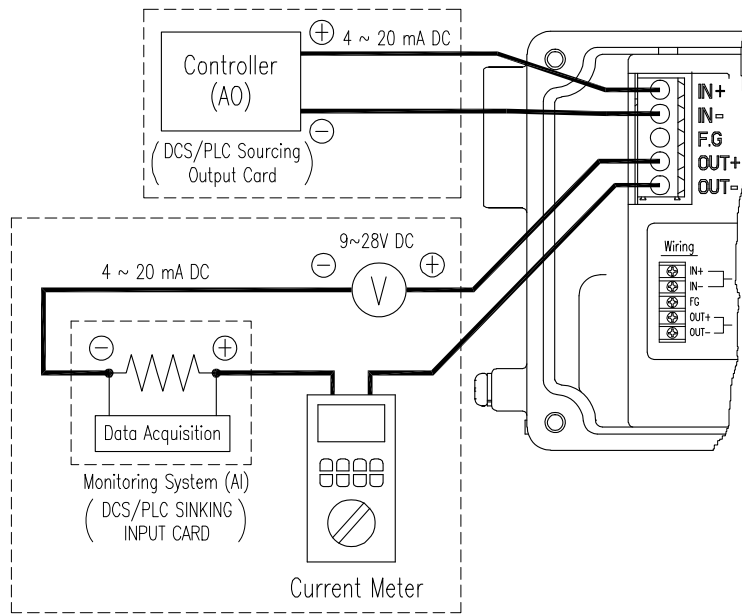 4 ~ 20 mA DC
Controller
(AO)
( DCS/PLC Sourcing
Output Card )
IN+
IN-
F.G
OUT+
OUT-
9~28V DC
4 ~ 20 mA DC
V
Wiring
IN+
IN-
FG
OUT+
OUT-
Data Acquisition
Monitoring System (AI)
( DCS/PLC SINKING
INPUT CARD )
Current Meter